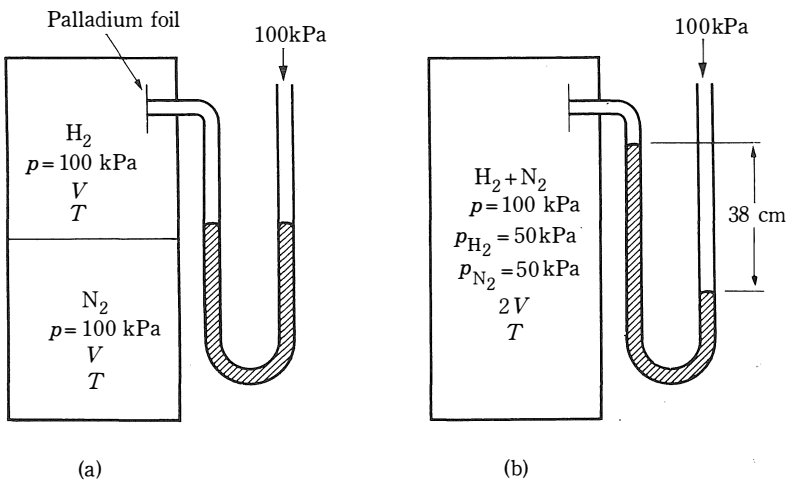 Palladium foil
100kPa
H2
p=100 kPa
V
T
N2
p=100 kPa
V
T
(a)
100kPa
H2+N2
p=100 kPa
pH2=50kPa
pN2=50kPa
2V
T
38 cm
(b)